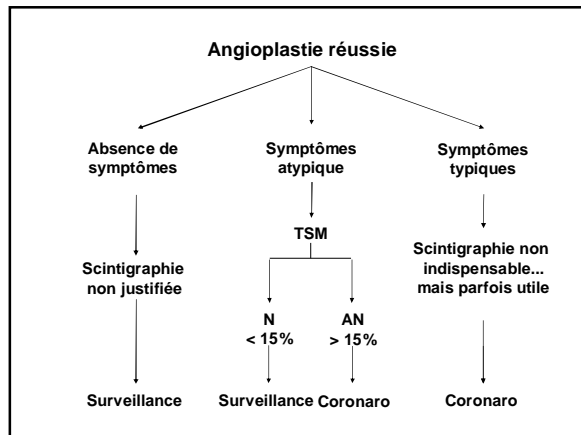 Angioplastie réussie
Absence de
symptômes
Symptômes
atypique
Symptômes
typiques
TSM
Scintigraphie
non justifiée
Scintigraphie non
indispensable...
mais parfois utile
N
< 15%
AN
> 15%
Surveillance
Surveillance
Coronaro
Coronaro